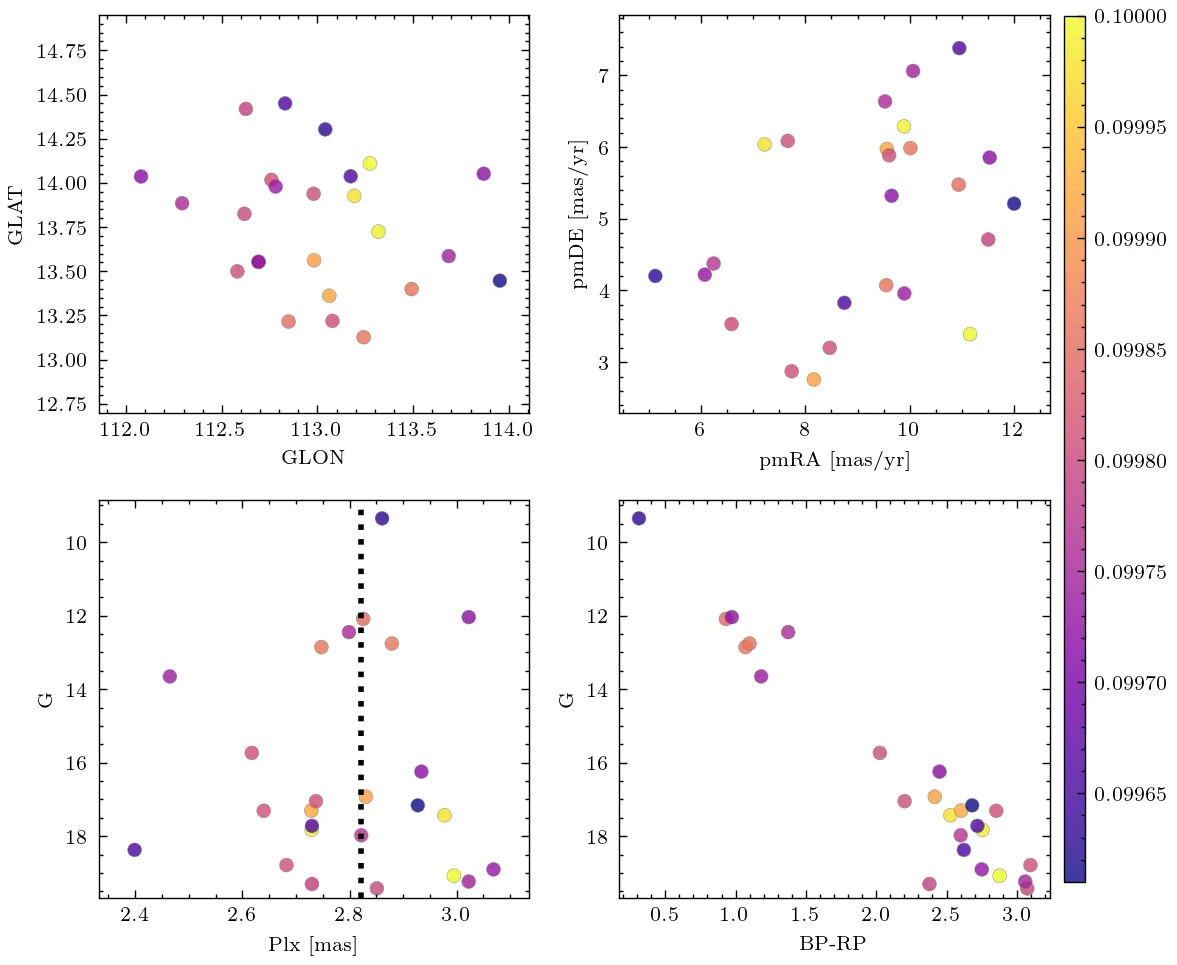 14.75
14.50
14.25
14.00
13.75
13.50
13.25
13.00
12.75
GLAT
112.0 112.5 113.0 113.5 114.0
GLON
7
6
5
4
3
pmDE [mas/yr]
6 8 10 12
pmRA [mas/yr]
0.10000
0.09995
0.09990
0.09985
0.09980
0.09975
0.09970
0.09965
10
12
14
16
18
G
2.4 2.6 2.8 3.0
Plx [mas]
10
12
14
16
18
G
0.5 1.0 1.5 2.0 2.5 3.0
BP-RP